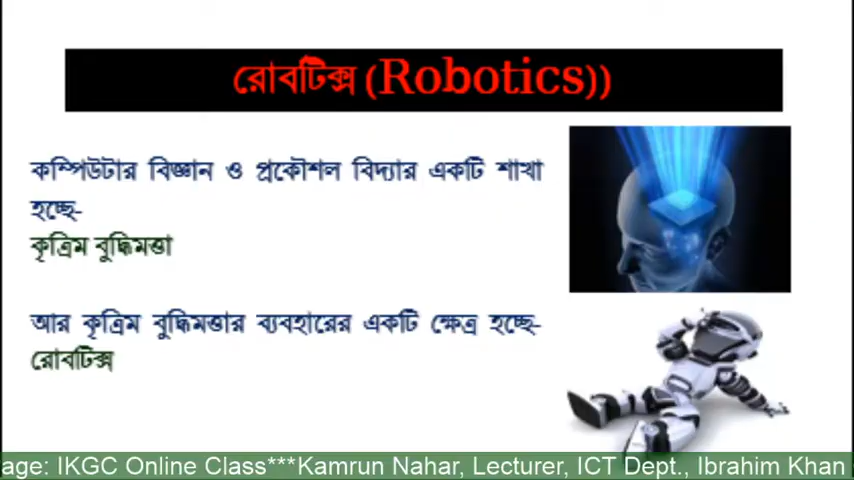 রোবটিক্স (Robotics))
কম্পিউটার বিজ্ঞান ও প্রকৌশল বিদ্যার একটি শাখা
হচ্ছে-
কৃত্রিম বুদ্ধিমত্তা
আর কৃত্রিম বুদ্ধিমত্তার ব্যবহারের একটি ক্ষেত্র হচ্ছে-
রোবটিক্স
age: IKGC Online Class***Kamrun Nahar, Lecturer, ICT Dept., Ibrahim Khan